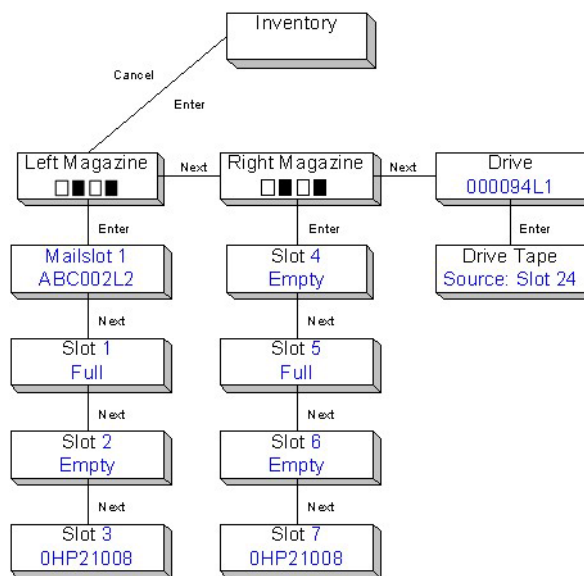 Inventory
Cancel
Enter
Left Magazine
Next
Right Magazine
Next
Drive
000094L1
Enter
Enter
Enter
Mailslot 1
ABC002L2
Slot 4
Empty
Drive Tape
Source: Slot 24
Next
Next
Slot 1
Full
Slot 5
Full
Next
Next
Slot 2
Empty
Slot 6
Empty
Next
Next
Slot 3
0HP21008
Slot 7
0HP21008